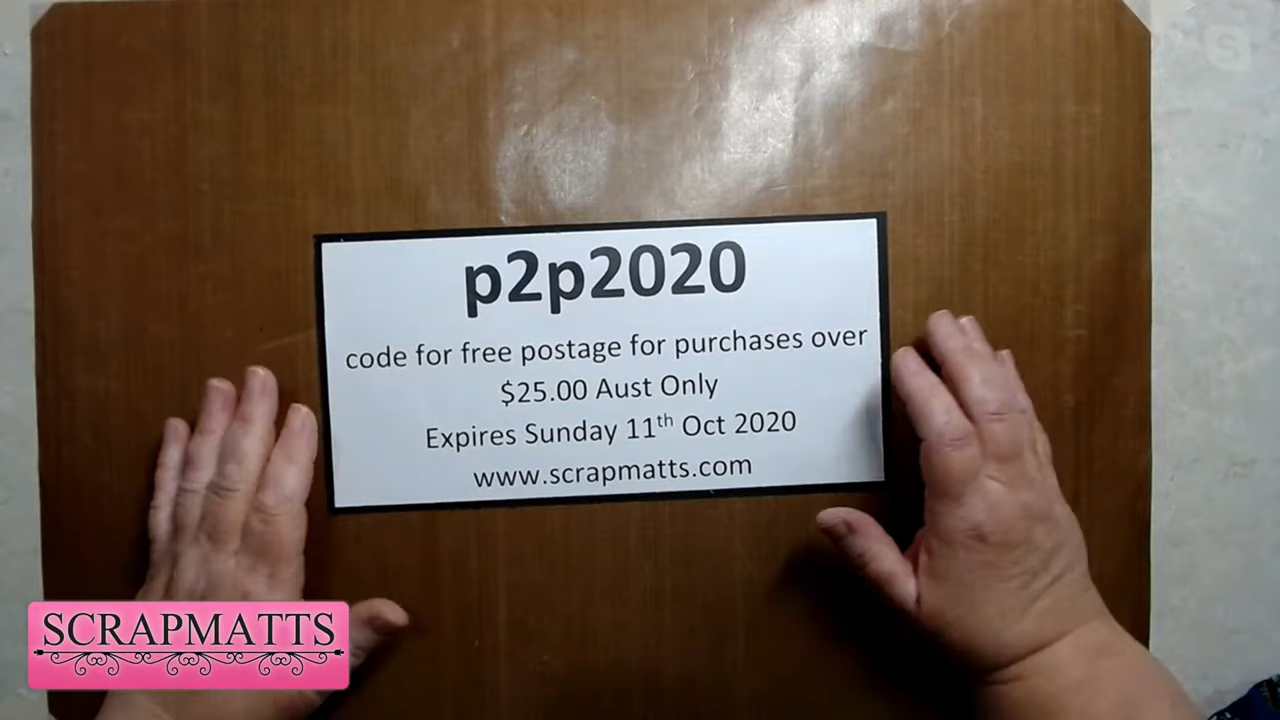 p2p2020
code for free postage for purchases over
$25.00 Aust Only
Expires Sunday 11th Oct 2020
www.scrapmatts.com
SCRAPMATTS